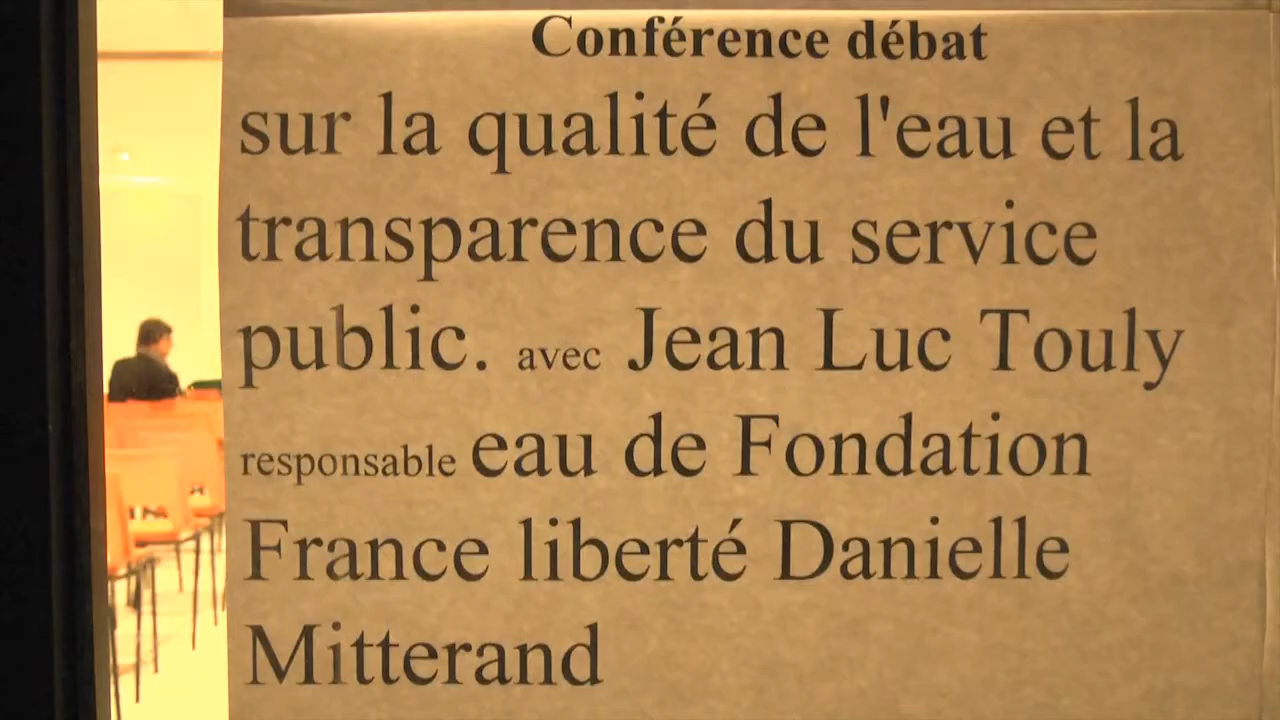 Conférence débat
sur la qualité de l'eau et la
transparence du service
public. avec Jean Luc Touly
responsable eau de Fondation
France liberté Danielle
Mitterand